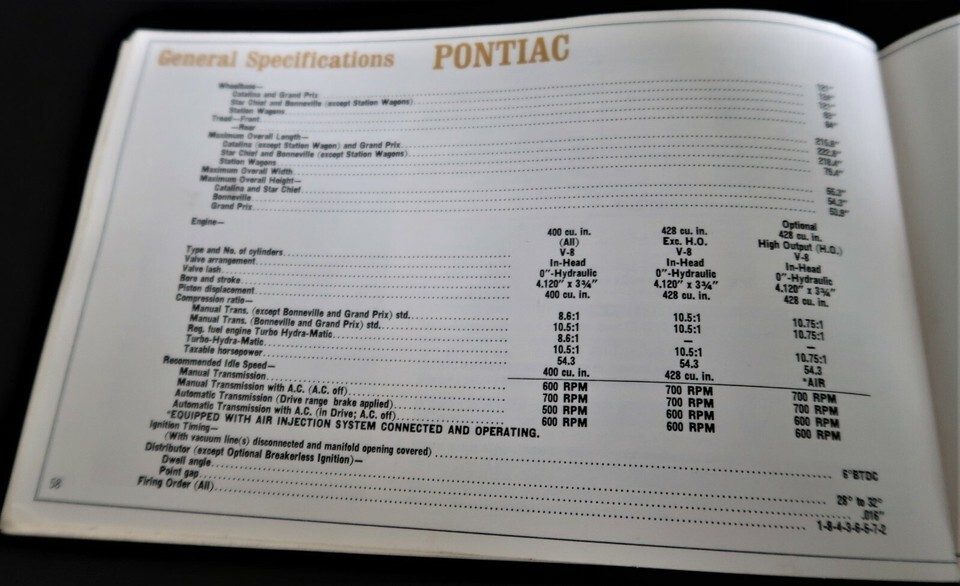 General Specifications PONTIAC
Wheelbase—
Catalina and Grand Prix 121"
Star Chief and Bonneville (except Station Wagons)
Station Wagons 121"
Tread—Front
—Rear 64"
Maximum Overall Length—
Catalina (except Station Wagon) and Grand Prix
Star Chief and Bonneville (except Station Wagons)
Station Wagons
Maximum Overall Width
Maximum Overall Height—
Catalina and Star Chief
Bonneville
Grand Prix
Engine—
400 cu. in. (All) 428 cu. in. Exc. H.O. Optional 428 cu. in. High Output (H.O.)
Type and No. of cylinders V-8 V-8 V-8
Valve arrangement In-Head In-Head In-Head
Valve lash 0"-Hydraulic 0"-Hydraulic 0"-Hydraulic
Bore and stroke 4.120" x 3¾" 4.120" x 3¾" 4.120" x 3¾"
Piston displacement 400 cu. in. 428 cu. in. 428 cu. in.
Compression ratio—
Manual Trans. (except Bonneville and Grand Prix) std. 8.6:1 10.5:1 10.75:1
Manual Trans. (Bonneville and Grand Prix) std. 10.5:1 10.5:1 10.75:1
Reg. fuel engine Turbo Hydra-Matic 8.6:1 — —
Turbo-Hydra-Matic 10.5:1 10.5:1 10.75:1
Taxable horsepower 54.3 54.3 54.3
Recommended Idle Speed— 400 cu. in. 428 cu. in. *AIR
Manual Transmission 600 RPM 700 RPM 700 RPM
Manual Transmission with A.C. (A.C. off) 700 RPM 700 RPM 700 RPM
Automatic Transmission (Drive range brake applied) 500 RPM 600 RPM 600 RPM
Automatic Transmission with A.C. (in Drive; A.C. off) 600 RPM 600 RPM 600 RPM
*EQUIPPED WITH AIR INJECTION SYSTEM CONNECTED AND OPERATING.
Ignition Timing—
(With vacuum line(s) disconnected and manifold opening covered) 6°BTDC
Distributor (except Optional Breakerless Ignition)—
Dwell angle 28° to 32°
Point gap .016"
Firing Order (All) 1-8-4-3-6-5-7-2
58